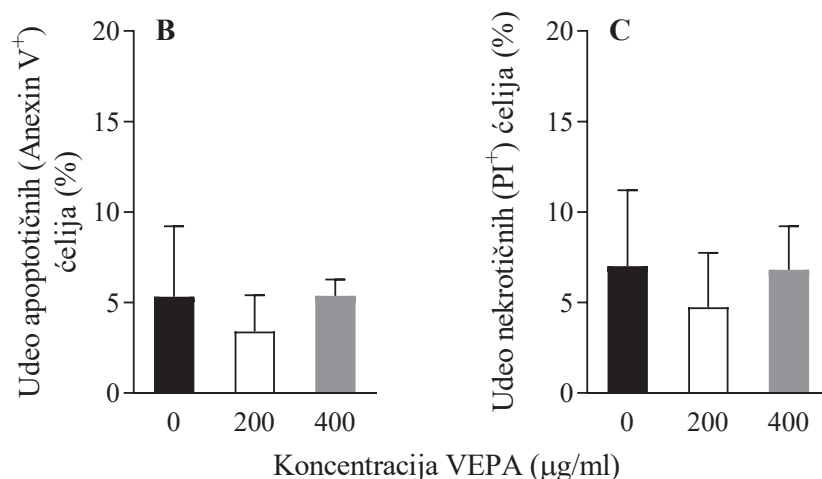 B
Udeo apoptotičnih (Anexin V⁺)
ćelija (%)
20
15
10
5
0
0 200 400
C
Udeo nekrotičnih (PI⁺) ćelija (%)
20
15
10
5
0
0 200 400
Koncentracija VEPA (μg/ml)